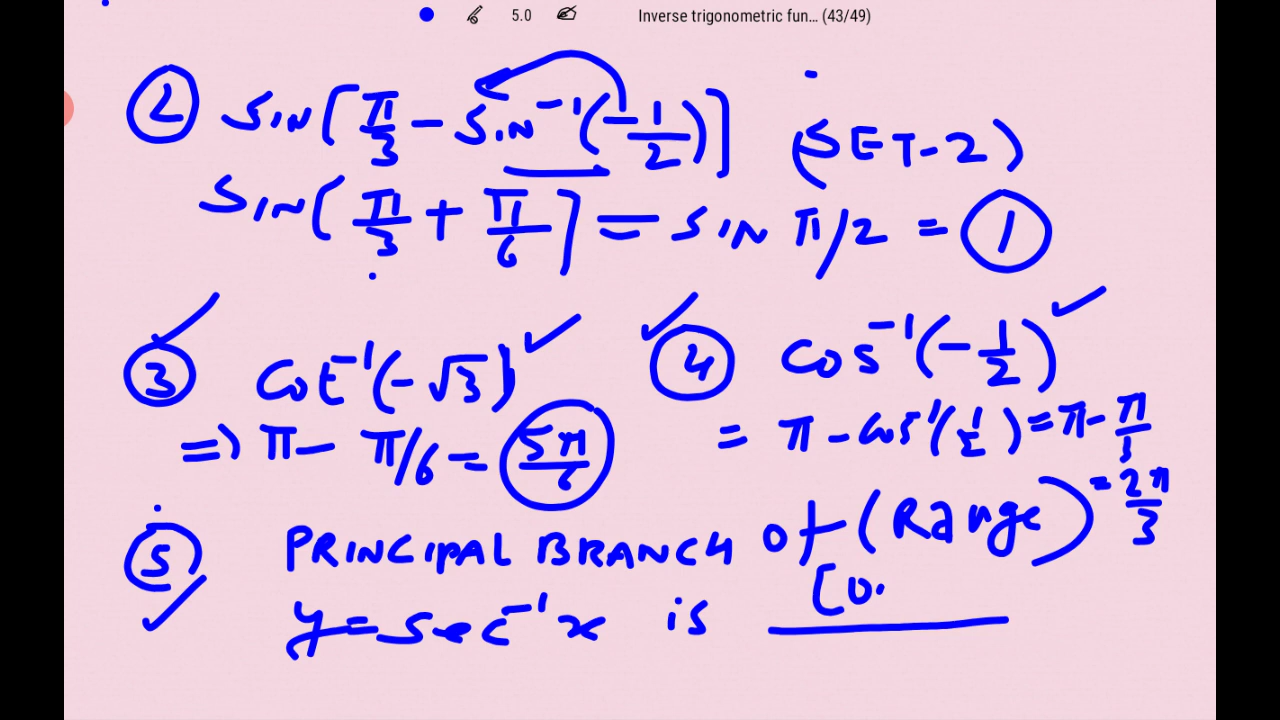 5.0 Inverse trigonometric fun... (43/49)
② sin[π/3 - sin⁻¹(-1/2)] (SET-2)
sin[π/3 + π/6] = sin π/2 = 1
③ cot⁻¹(-√3)
⇒ π - π/6 = 5π/6
④ cos⁻¹(-1/2)
= π - cos⁻¹(1/2) = π - π/3
= 2π/3
⑤ PRINCIPAL BRANCH of (Range)
y = sec⁻¹x is [0,